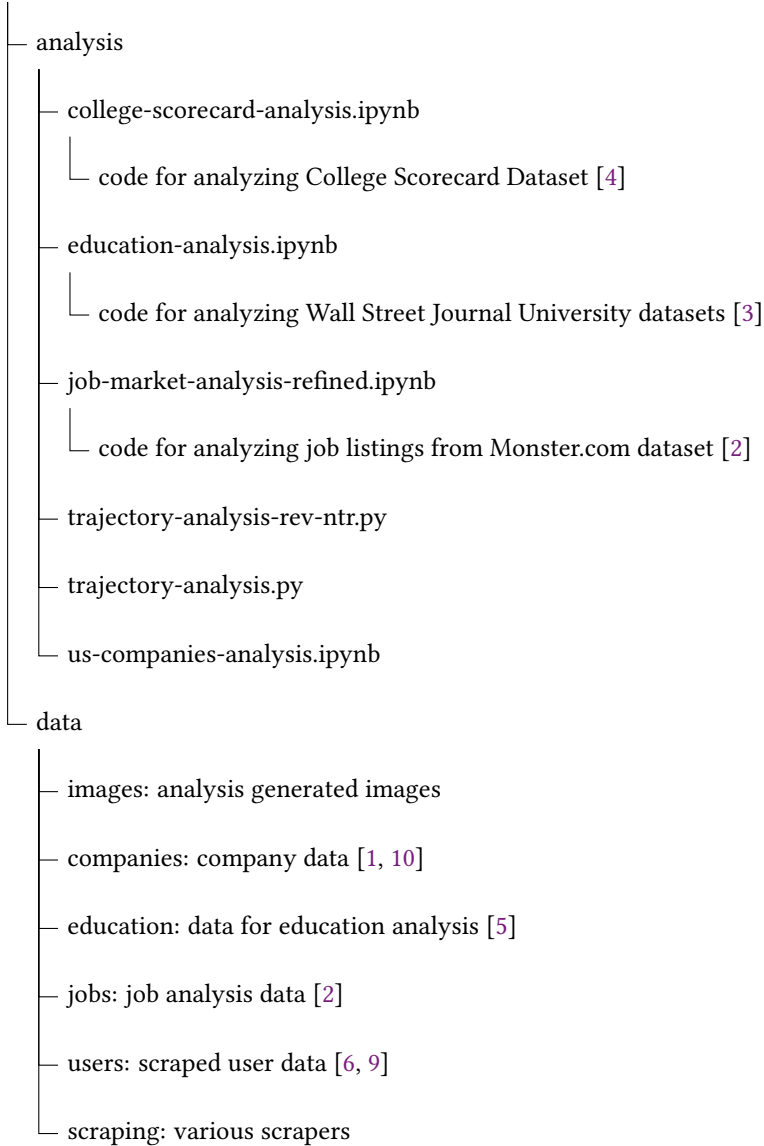 analysis
college-scorecard-analysis.ipynb
code for analyzing College Scorecard Dataset [4]
education-analysis.ipynb
code for analyzing Wall Street Journal University datasets [3]
job-market-analysis-refined.ipynb
code for analyzing job listings from Monster.com dataset [2]
trajectory-analysis-rev-ntr.py
trajectory-analysis.py
us-companies-analysis.ipynb
data
images: analysis generated images
companies: company data [1, 10]
education: data for education analysis [5]
jobs: job analysis data [2]
users: scraped user data [6, 9]
scraping: various scrapers